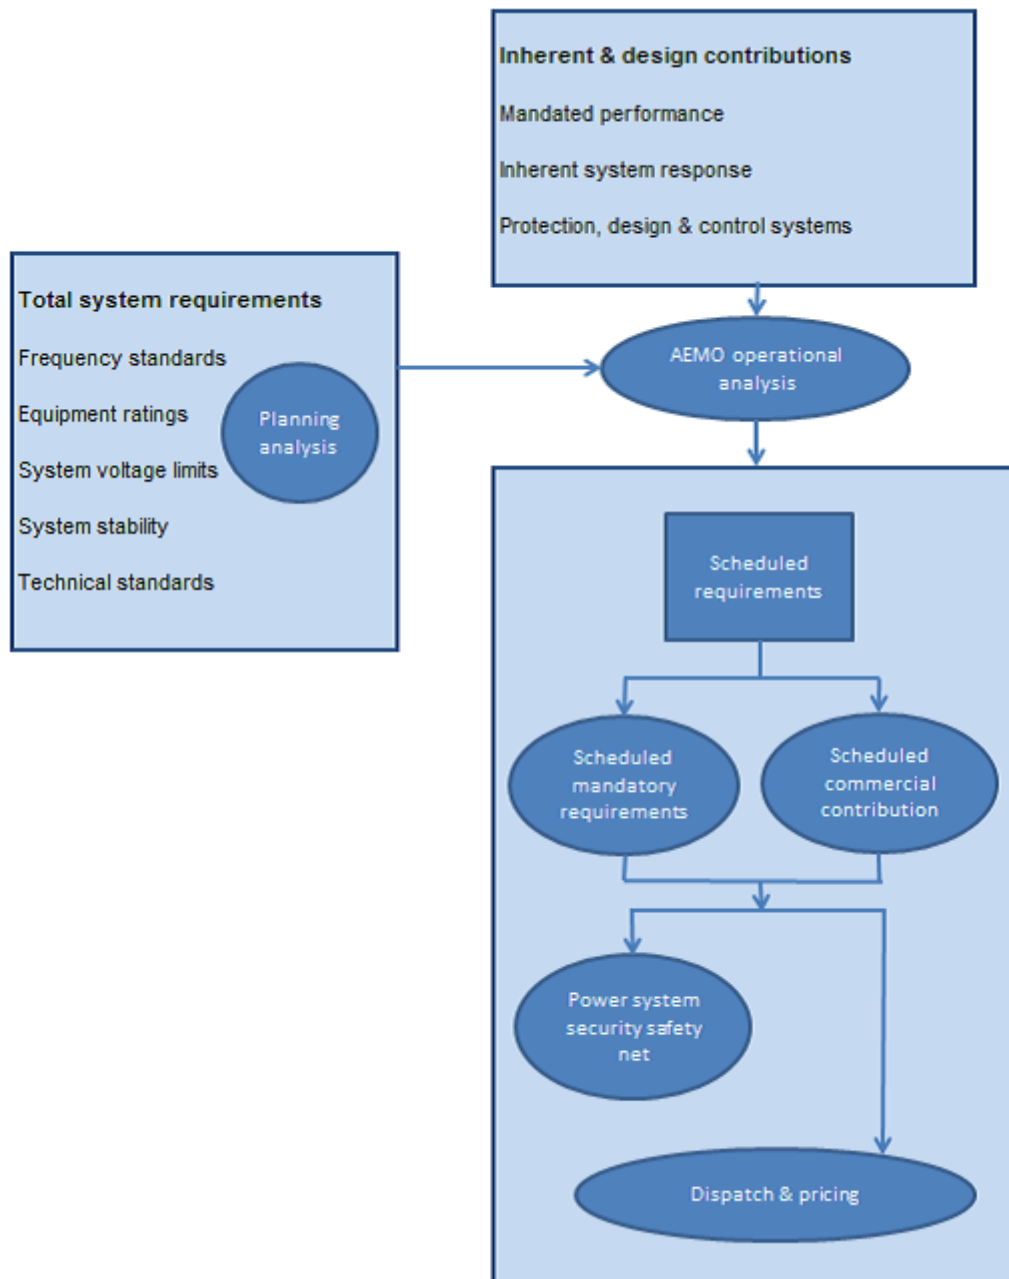 Inherent & design contributions
Mandated performance
Inherent system response
Protection, design & control systems
Total system requirements
Frequency standards
Equipment ratings
System voltage limits
System stability
Technical standards
Planning
analysis
AEMO operational
analysis
Scheduled
requirements
Scheduled
mandatory
requirements
Scheduled
commercial
contribution
Power system
security safety
net
Dispatch & pricing